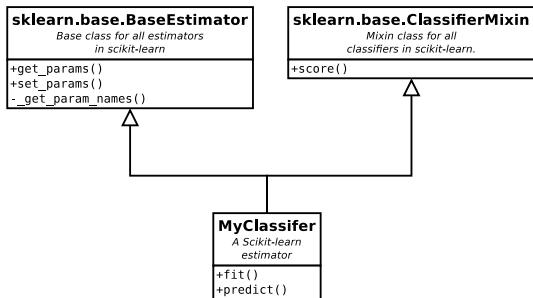 sklearn.base.BaseEstimator
Base class for all estimators
in scikit-learn
+get_params()
+set_params()
-_get_param_names()
sklearn.base.ClassifierMixin
Mixin class for all
classifiers in scikit-learn.
+score()
MyClassifer
A Scikit-learn
estimator
+fit()
+predict()